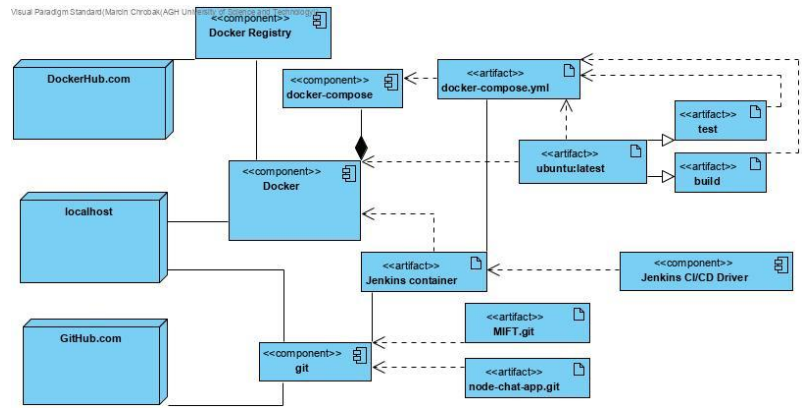 Visual Paradigm Standard(Marcin Chrobak(AGH University of Science and Technology))
<<component>>
Docker Registry
DockerHub.com
<<component>>
docker-compose
<<artifact>>
docker-compose.yml
<<artifact>>
test
<<artifact>>
ubuntu:latest
<<artifact>>
build
<<component>>
Docker
localhost
<<artifact>>
Jenkins container
<<component>>
Jenkins CI/CD Driver
<<artifact>>
MIFT.git
GitHub.com
<<component>>
git
<<artifact>>
node-chat-app.git